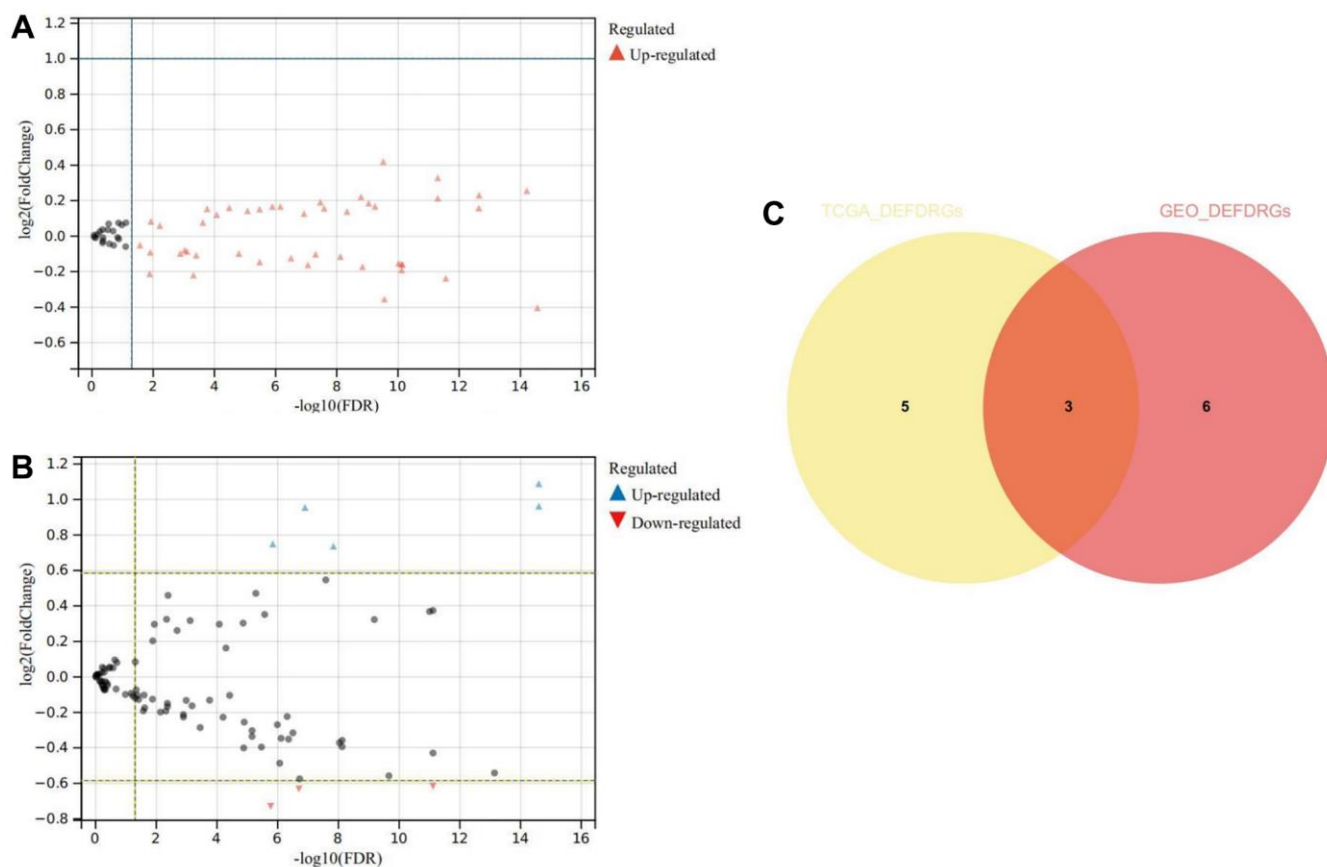 A
1.2
1.0
0.8
0.6
0.4
0.2
0.0
−0.2
−0.4
−0.6
log2(FoldChange)
0 2 4 6 8 10 12 14 16
-log10(FDR)
Regulated
Up-regulated
B
1.2
1.0
0.8
0.6
0.4
0.2
0.0
−0.2
−0.4
−0.6
−0.8
log2(FoldChange)
0 2 4 6 8 10 12 14 16
-log10(FDR)
Regulated
Up-regulated
Down-regulated
C
TCGA_DEFDRGs GEO_DEFDRGs
5 3 6